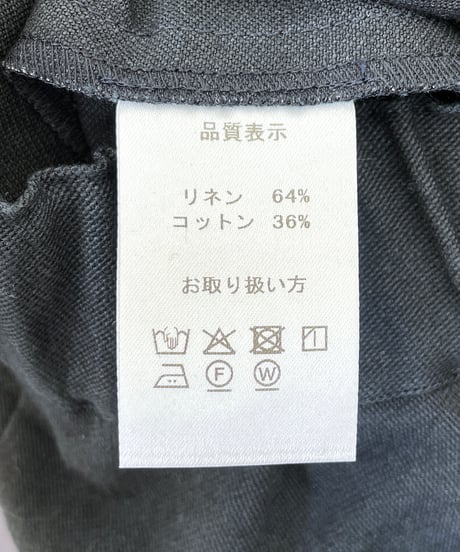 品質表示
リネン 64%
コットン 36%
お取り扱い方
F W